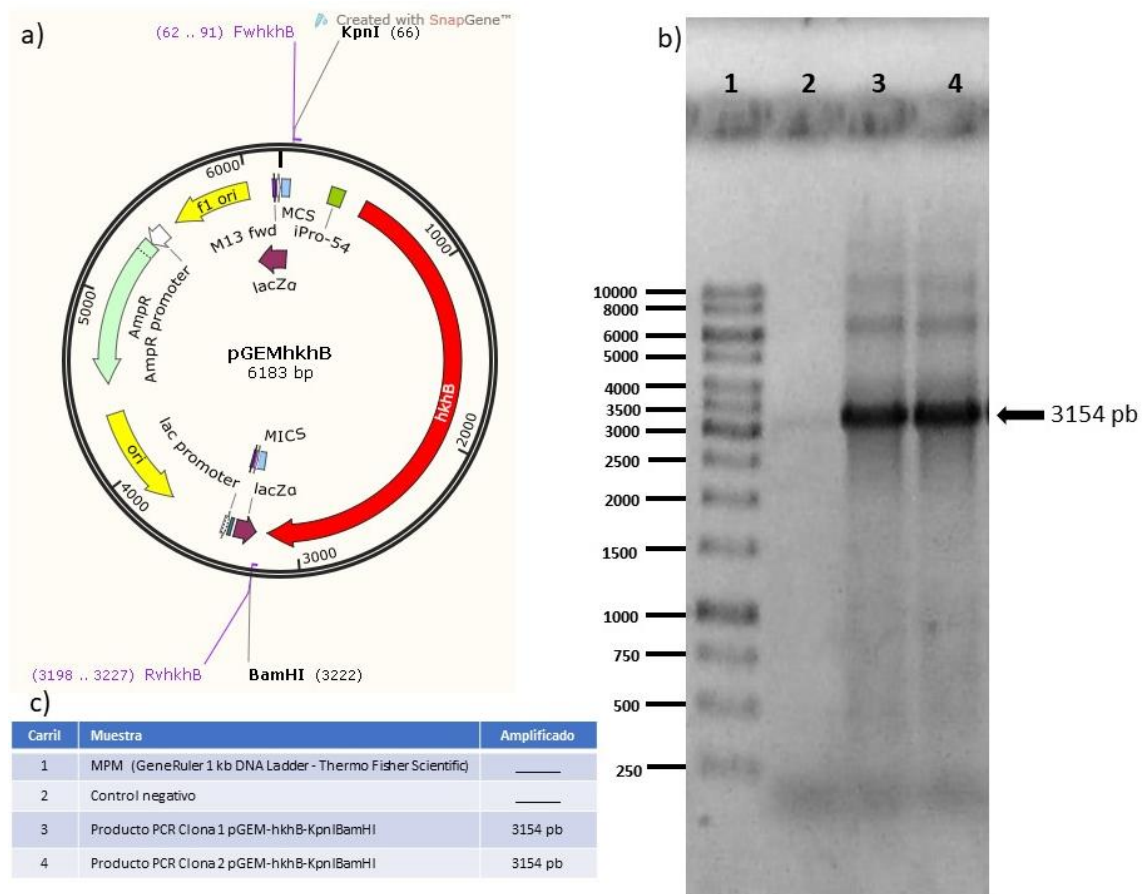 a)
Created with SnapGene™
(62 .. 91) FwhkhB
KpnI (66)
6000
f1 ori
MCS
M13 fwd
iPro-54
lacZα
1000
AmpR promoter
AmpR
5000
pGEMhkhB
6183 bp
hkhB
2000
MICS
lac promoter
lacZα
ori
4000
3000
(3198 .. 3227) RvhkhB
BamHI (3222)
b)
1 2 3 4
10000
8000
6000
5000
4000
3500
3000
2500
2000
1500
1000
750
500
250
3154 pb
c)
Carril Muestra Amplificado
1 MPM (GeneRuler 1 kb DNA Ladder - Thermo Fisher Scientific)
2 Control negativo
3 Producto PCR Clona 1 pGEM-hkhB-KpnIBamHI 3154 pb
4 Producto PCR Clona 2 pGEM-hkhB-KpnIBamHI 3154 pb